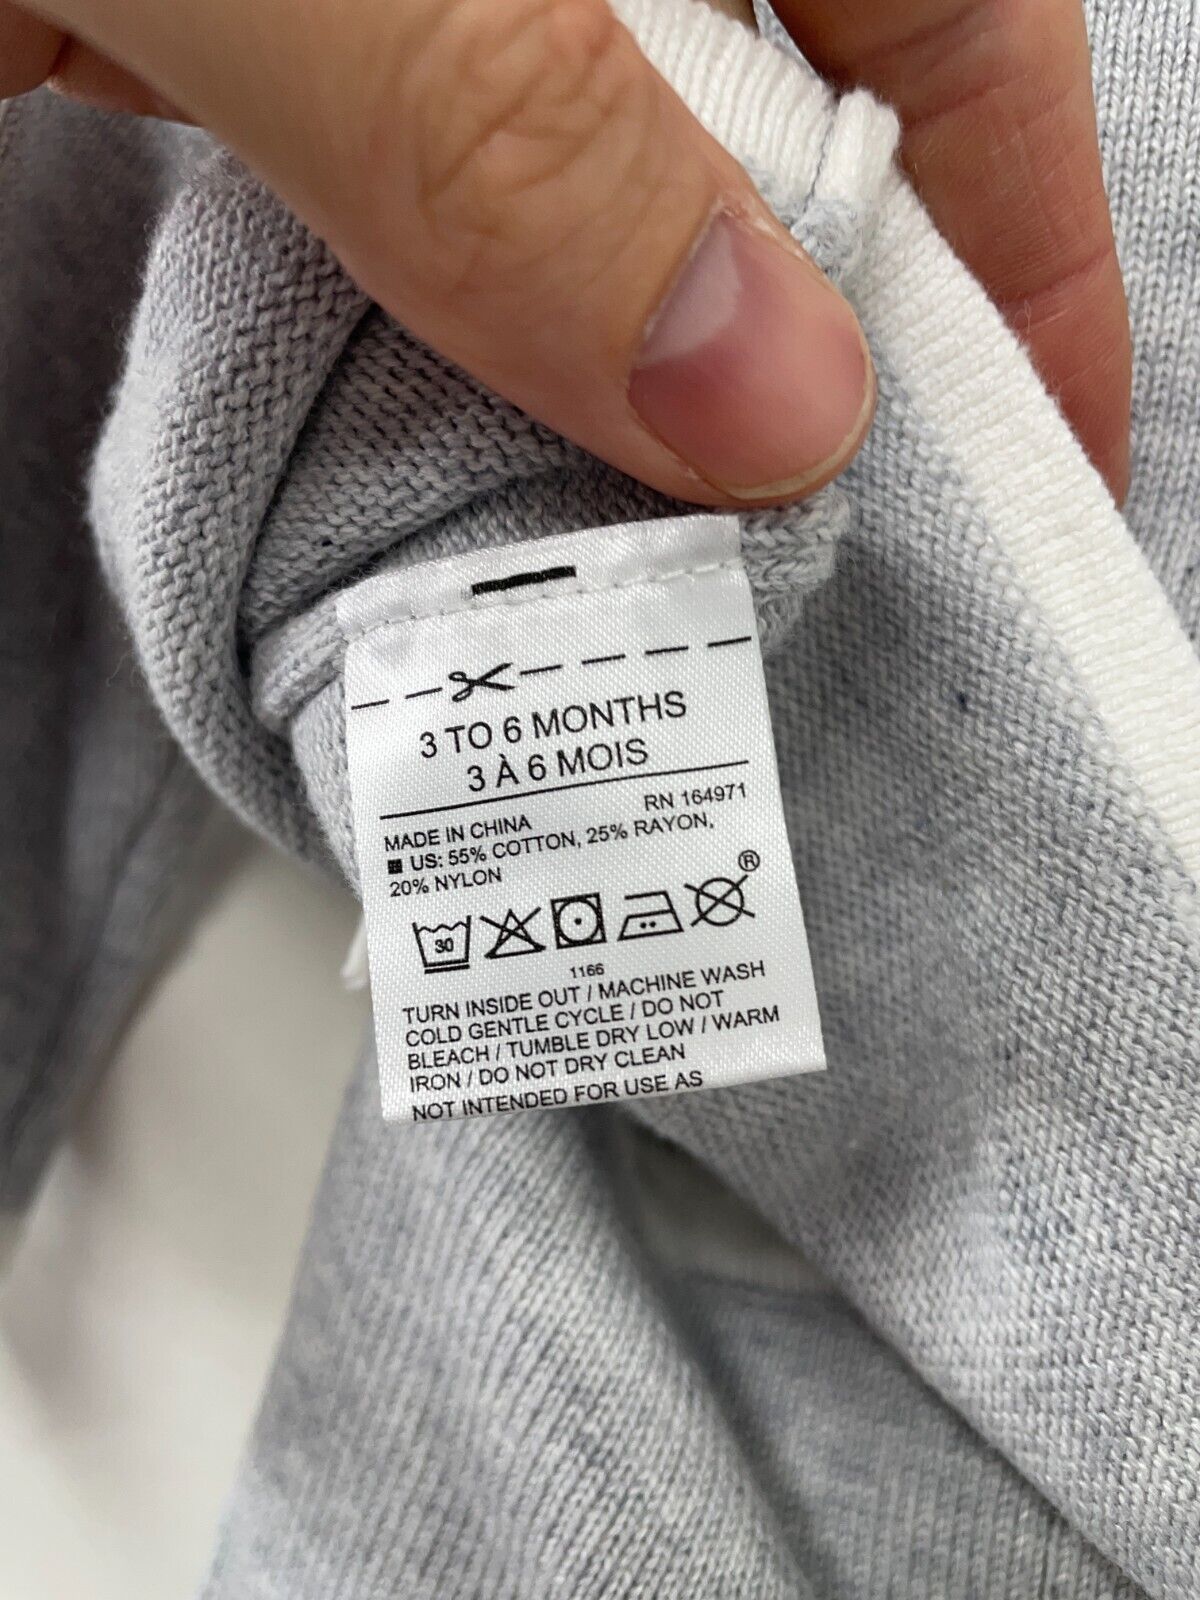 3 TO 6 MONTHS
3 À 6 MOIS
RN 164971
MADE IN CHINA
US: 55% COTTON, 25% RAYON,
20% NYLON
®
30
1166
TURN INSIDE OUT / MACHINE WASH
COLD GENTLE CYCLE / DO NOT
BLEACH / TUMBLE DRY LOW / WARM
IRON / DO NOT DRY CLEAN
NOT INTENDED FOR USE AS